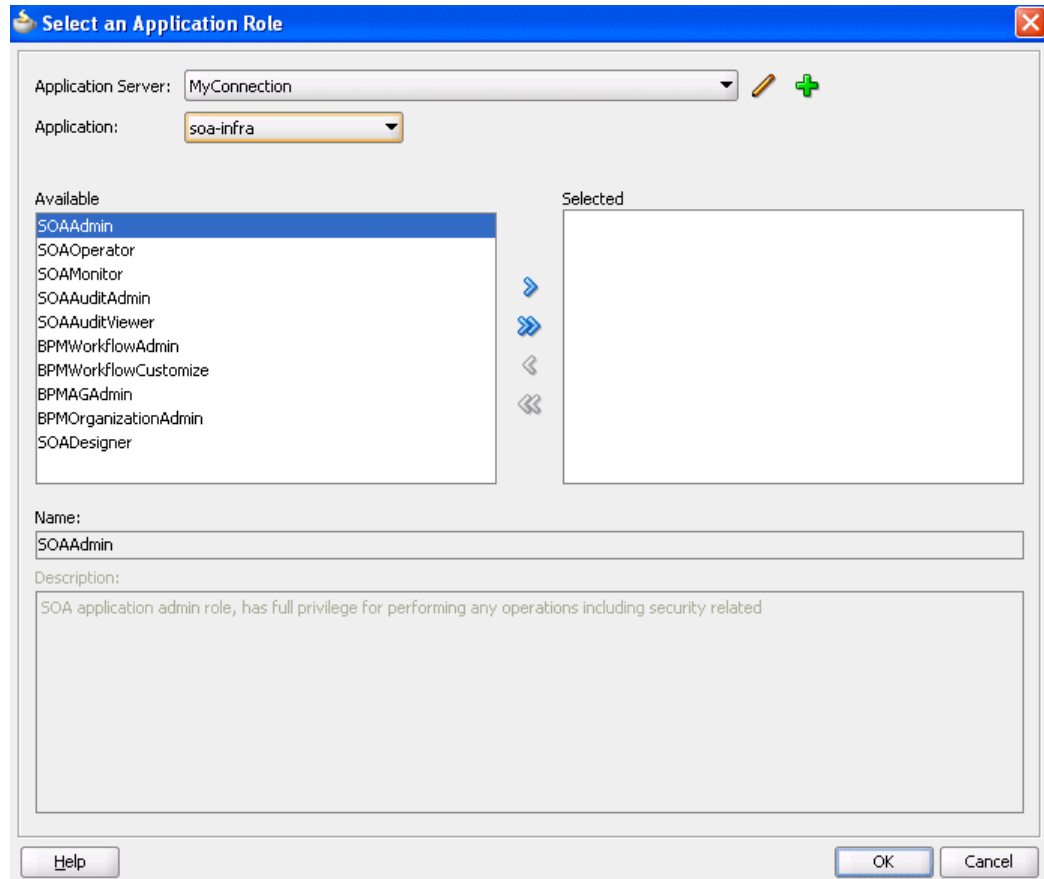 Select an Application Role
Application Server: MyConnection
Application: soa-infra
Available
SOAAdmin
SOAOperator
SOAMonitor
SOAAuditAdmin
SOAAuditViewer
BPMWorkflowAdmin
BPMWorkflowCustomize
BPMAGAdmin
BPMOrganizationAdmin
SOADesigner
Selected
Name:
SOAAdmin
Description:
SOA application admin role, has full privilege for performing any operations including security related
Help
OK
Cancel